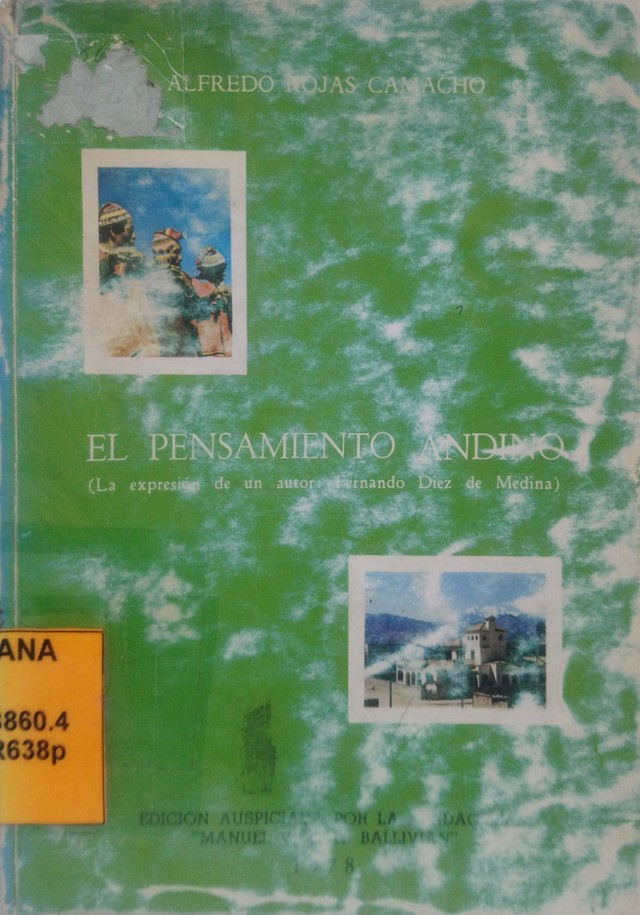 ALFREDO ROJAS CAMACHO
EL PENSAMIENTO ANDINO
(La expresión de un autor: Fernando Diez de Medina)
ANA
860.4
R638p
EDICION AUSPICIADA POR LA
"MANUEL BALLIVIAN"